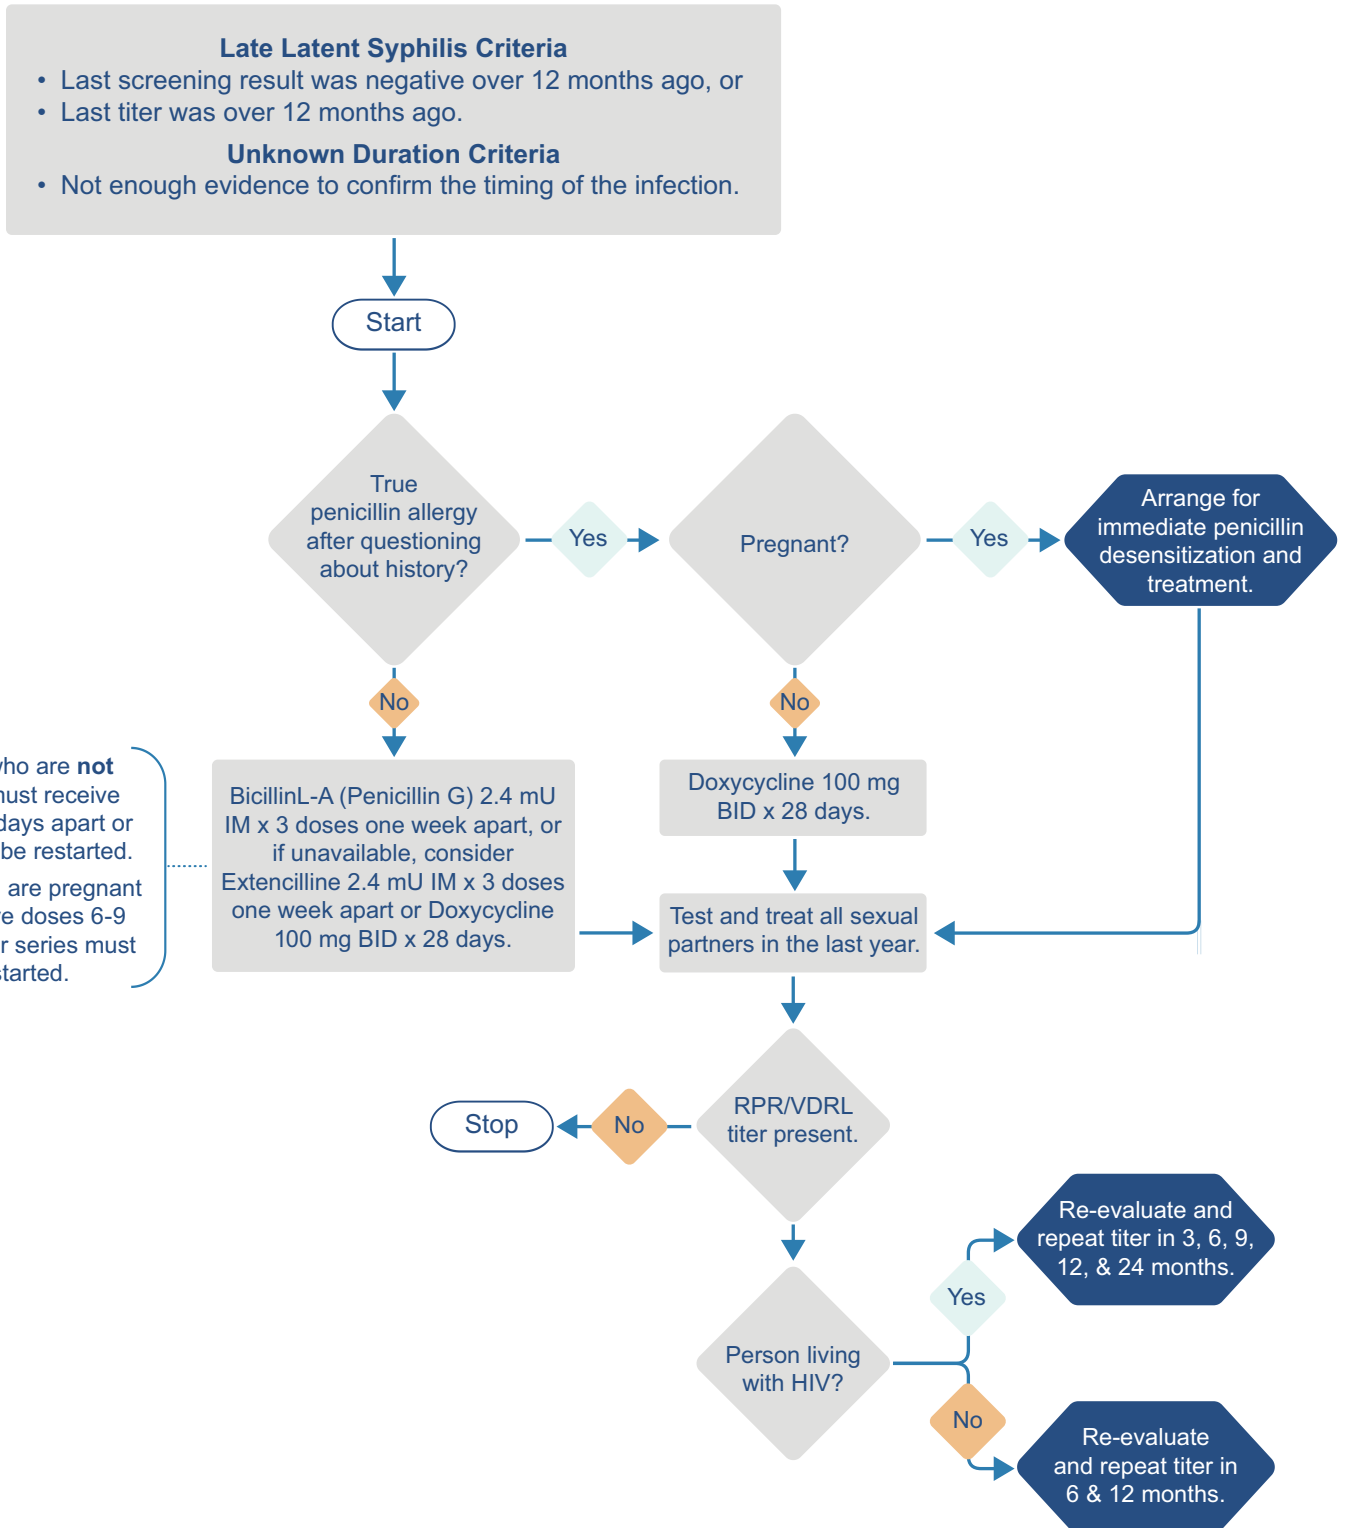 Late Latent Syphilis Criteria
• Last screening result was negative over 12 months ago, or
• Last titer was over 12 months ago.
Unknown Duration Criteria
• Not enough evidence to confirm the timing of the infection.
Start
True
penicillin allergy
after questioning
about history?
Yes
Pregnant?
Yes
Arrange for
immediate penicillin
desensitization and
treatment.
No
No
who are not
must receive
days apart or
be restarted.
are pregnant
doses 6-9
series must
BicillinL-A (Penicillin G) 2.4 mU
IM x 3 doses one week apart, or
if unavailable, consider
Extencilline 2.4 mU IM x 3 doses
one week apart or Doxycycline
100 mg BID x 28 days.
Doxycycline 100 mg
BID x 28 days.
Test and treat all sexual
partners in the last year.
RPR/VDRL
titer present.
No
Stop
Person living
with HIV?
Yes
Re-evaluate and
repeat titer in 3, 6, 9,
12, & 24 months.
No
Re-evaluate
and repeat titer in
6 & 12 months.